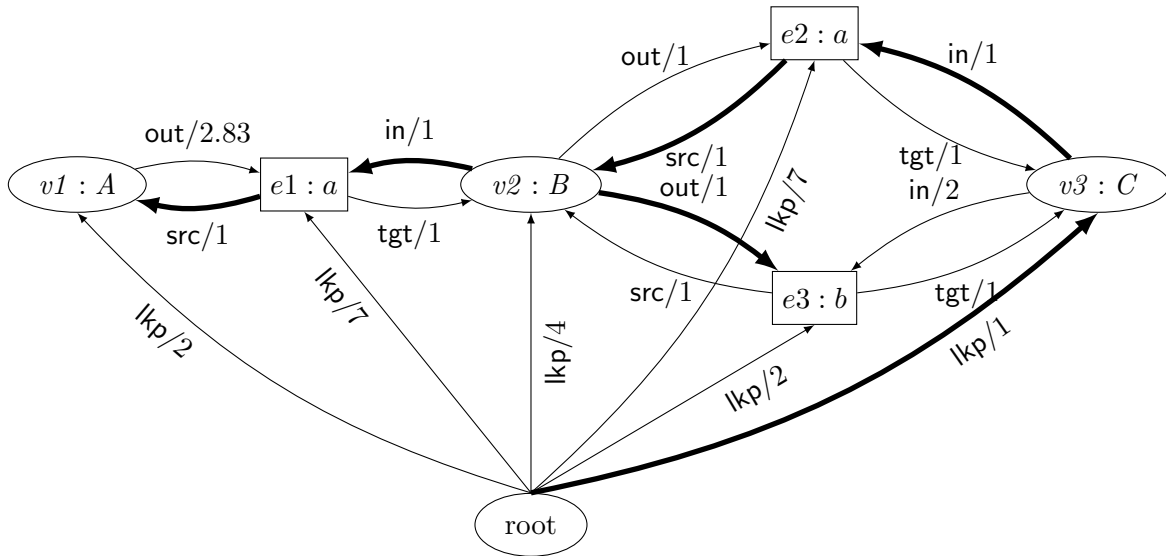 e2 : a
out/1
in/1
out/2.83
in/1
src/1
tgt/1
v1 : A
e1 : a
v2 : B
out/1
in/2
v3 : C
src/1
tgt/1
lkp/7
src/1
e3 : b
tgt/1
lkp/2
lkp/7
lkp/4
lkp/2
lkp/1
root